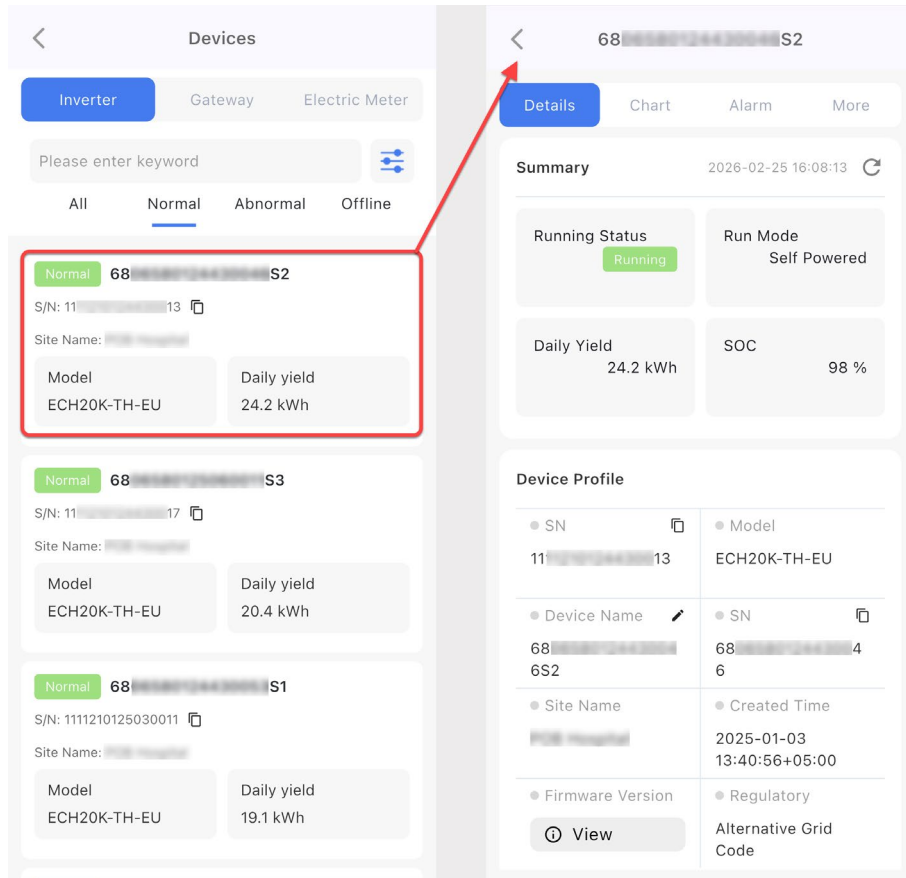 Devices
Inverter Gateway Electric Meter
Please enter keyword
All Normal Abnormal Offline
Normal 68 S2
S/N: 11 13
Site Name:
Model Daily yield
ECH20K-TH-EU 24.2 kWh
Normal 68 S3
S/N: 11 17
Site Name:
Model Daily yield
ECH20K-TH-EU 20.4 kWh
Normal 68 S1
S/N: 1111210125030011
Site Name:
Model Daily yield
ECH20K-TH-EU 19.1 kWh
68 S2
Details Chart Alarm More
Summary 2026-02-25 16:08:13
Running Status Run Mode
Running Self Powered
Daily Yield SOC
24.2 kWh 98 %
Device Profile
SN Model
11 13 ECH20K-TH-EU
Device Name SN
68 68 4
6S2 6
Site Name Created Time
2025-01-03
13:40:56+05:00
Firmware Version Regulatory
View Alternative Grid
Code